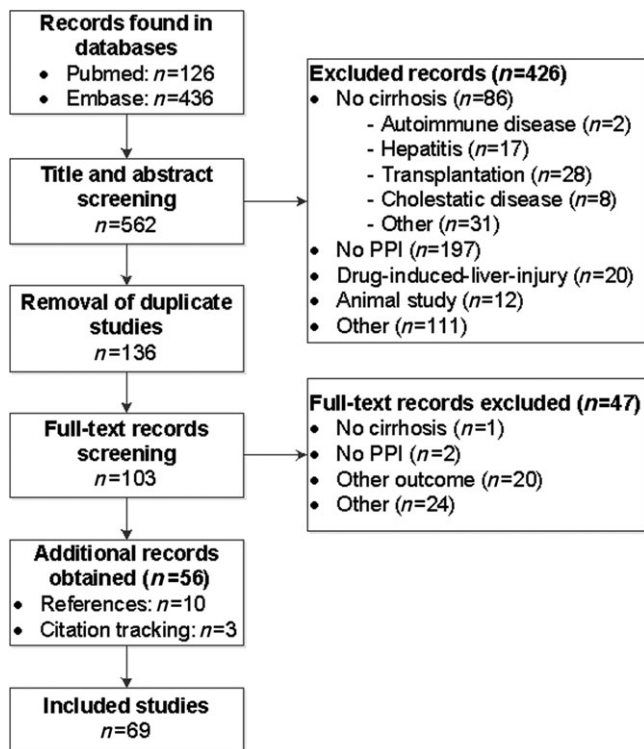 Records found in
databases
• Pubmed: n=126
• Embase: n=436
Title and abstract
screening
n=562
Excluded records (n=426)
• No cirrhosis (n=86)
- Autoimmune disease (n=2)
- Hepatitis (n=17)
- Transplantation (n=28)
- Cholestatic disease (n=8)
- Other (n=31)
• No PPI (n=197)
• Drug-induced-liver-injury (n=20)
• Animal study (n=12)
• Other (n=111)
Removal of duplicate
studies
n=136
Full-text records
screening
n=103
Full-text records excluded (n=47)
• No cirrhosis (n=1)
• No PPI (n=2)
• Other outcome (n=20)
• Other (n=24)
Additional records
obtained (n=56)
• References: n=10
• Citation tracking: n=3
Included studies
n=69